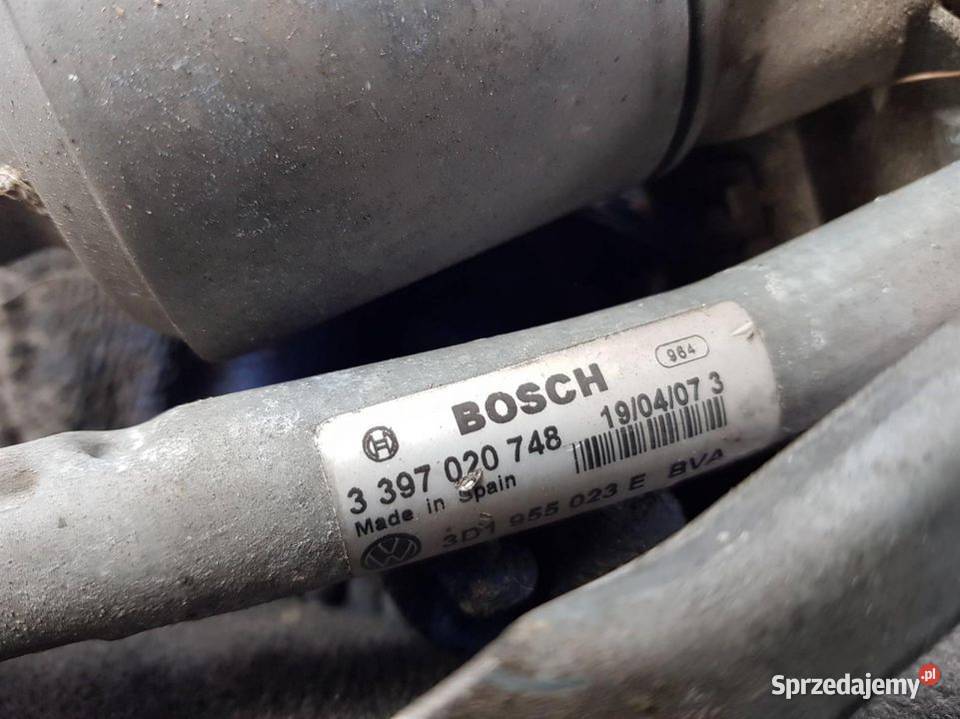 964
BOSCH
3 397 020 748
19/04/07 3
Made in Spain
3D1 955 023 E BVA
Sprzedajemy.pl